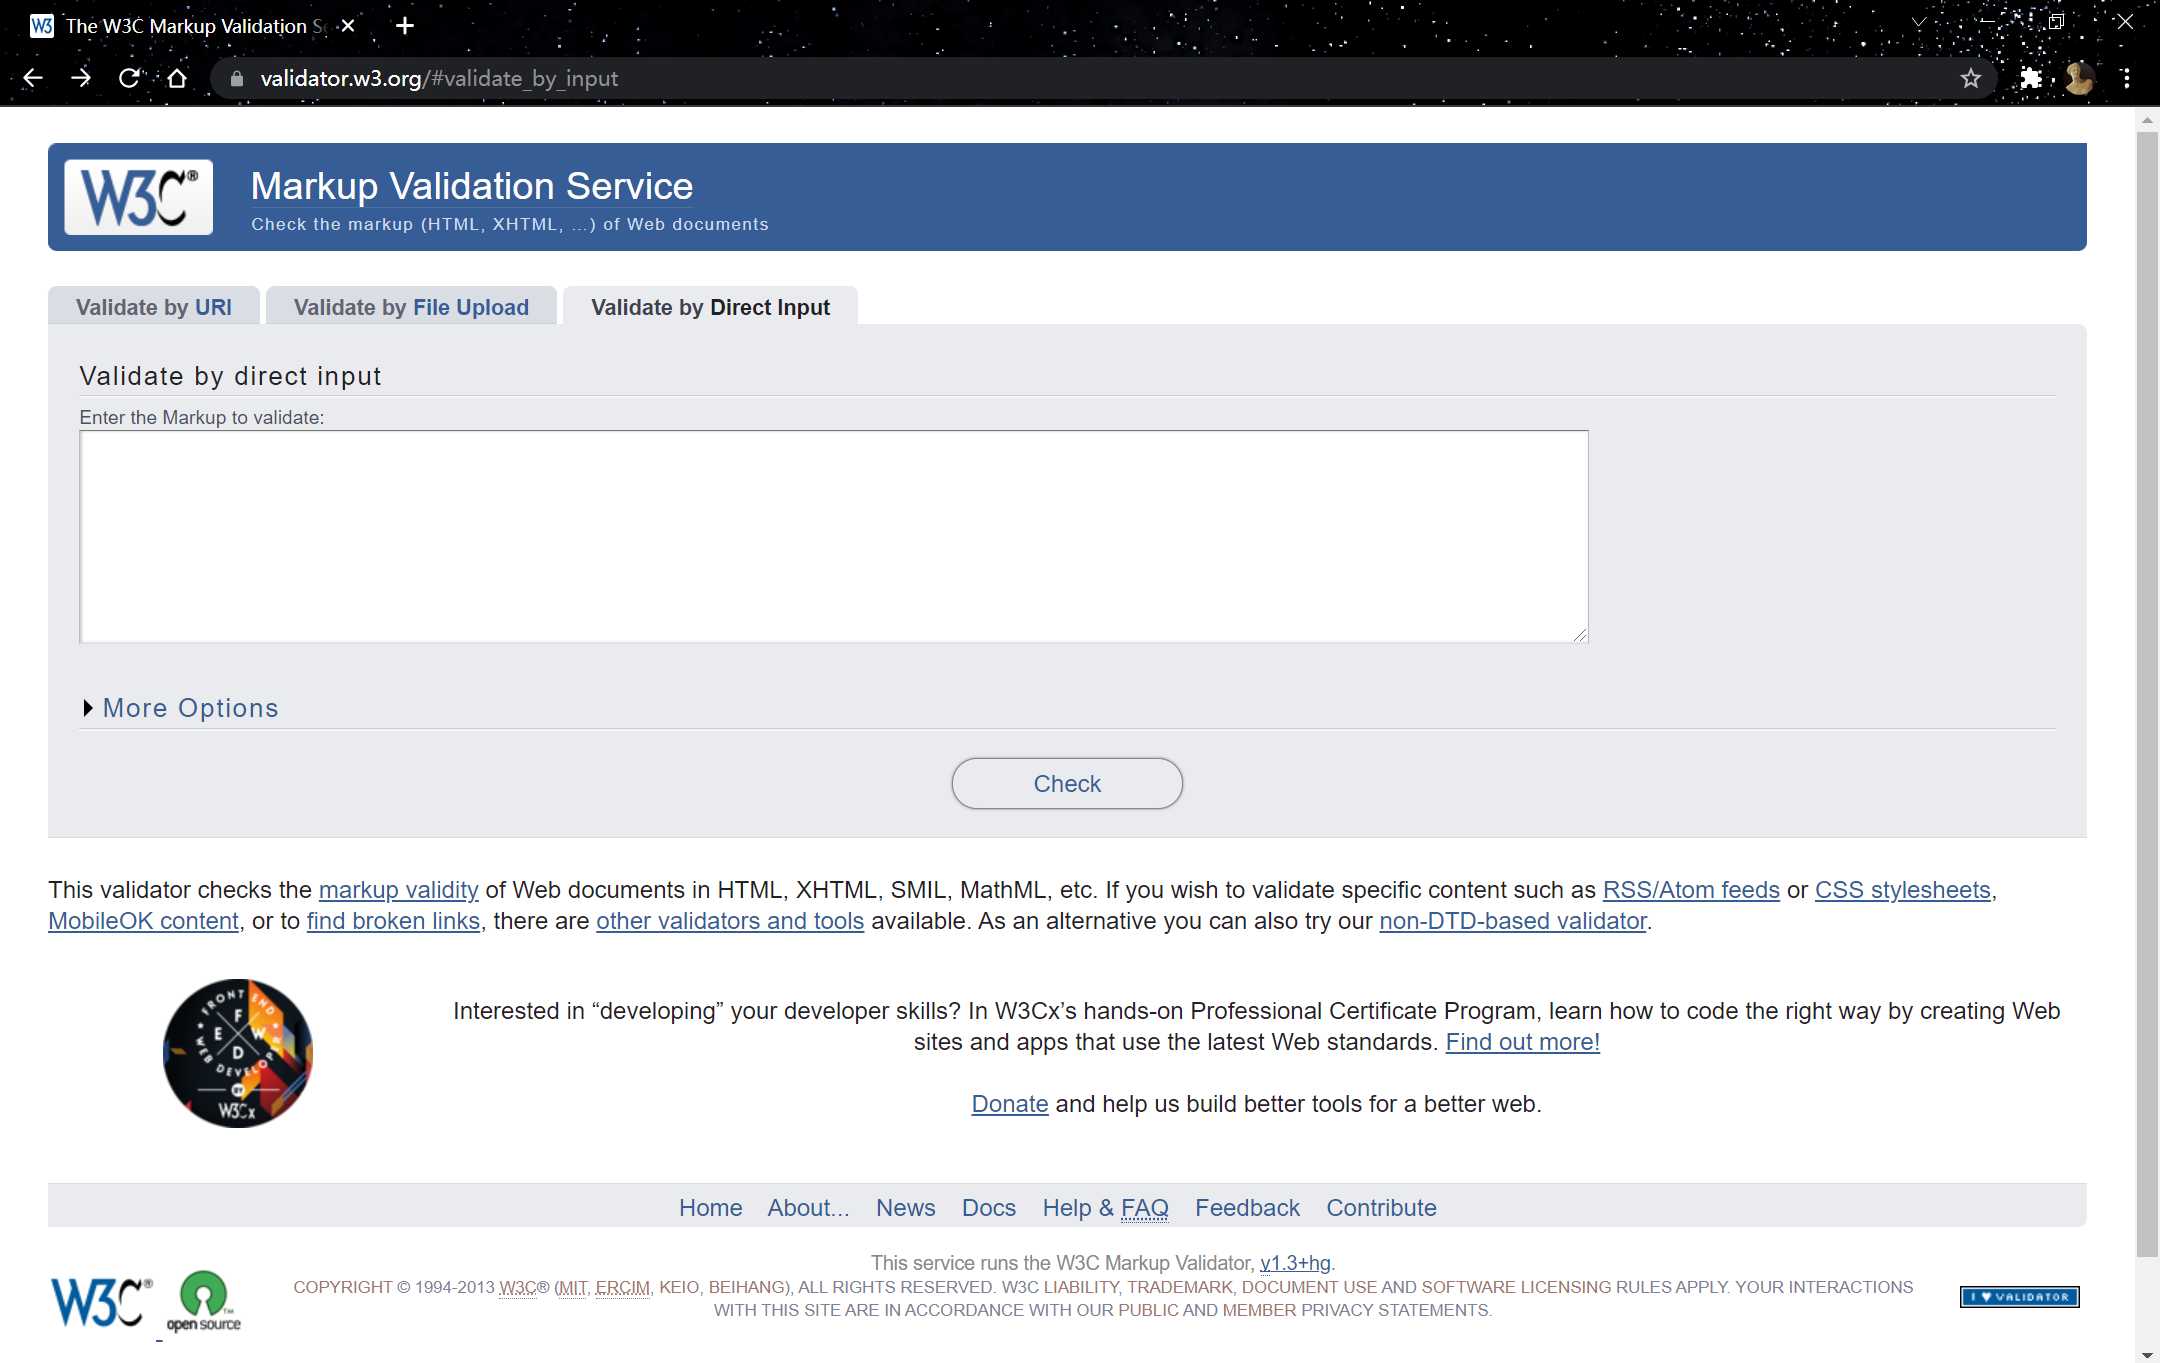 The W3C Markup Validation S
validator.w3.org/#validate_by_input
W3C®
Markup Validation Service
Check the markup (HTML, XHTML, …) of Web documents
Validate by URI
Validate by File Upload
Validate by Direct Input
Validate by direct input
Enter the Markup to validate:
More Options
Check
This validator checks the markup validity of Web documents in HTML, XHTML, SMIL, MathML, etc. If you wish to validate specific content such as RSS/Atom feeds or CSS stylesheets,
MobileOK content, or to find broken links, there are other validators and tools available. As an alternative you can also try our non-DTD-based validator.
FRONT END
F
E W
D
WEB DEVELOPER
BY
W3Cx
Interested in “developing” your developer skills? In W3Cx’s hands-on Professional Certificate Program, learn how to code the right way by creating Web
sites and apps that use the latest Web standards. Find out more!
Donate and help us build better tools for a better web.
Home About... News Docs Help & FAQ Feedback Contribute
This service runs the W3C Markup Validator, v1.3+hg.
COPYRIGHT © 1994-2013 W3C® (MIT, ERCIM, KEIO, BEIHANG), ALL RIGHTS RESERVED. W3C LIABILITY, TRADEMARK, DOCUMENT USE AND SOFTWARE LICENSING RULES APPLY. YOUR INTERACTIONS
WITH THIS SITE ARE IN ACCORDANCE WITH OUR PUBLIC AND MEMBER PRIVACY STATEMENTS.
W3C®
open source
I ♥ VALIDATOR